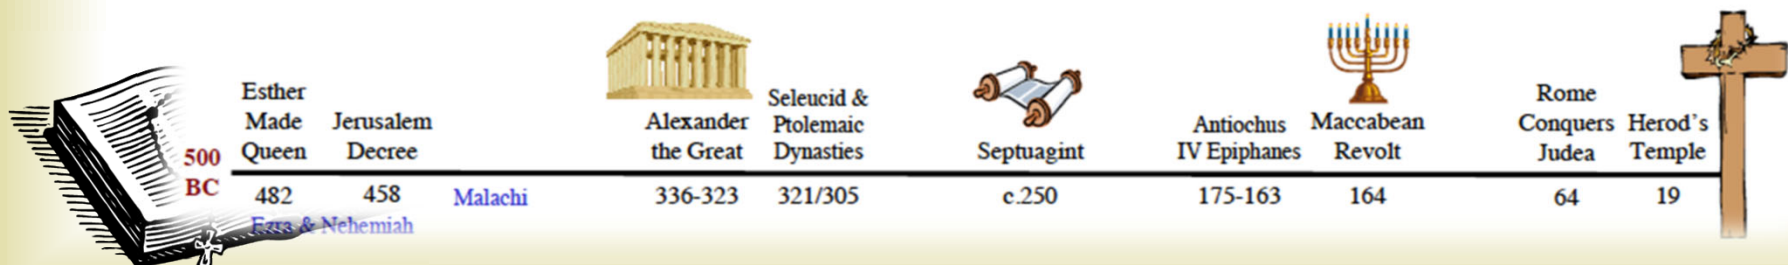 500
BC
Esther
Made
Queen
482
Jerusalem
Decree
458
Ezra & Nehemiah
Malachi
Alexander
the Great
336-323
Seleucid &
Ptolemaic
Dynasties
321/305
Septuagint
c.250
Antiochus
IV Epiphanes
175-163
Maccabean
Revolt
164
Rome
Conquers
Judea
64
Herod's
Temple
19